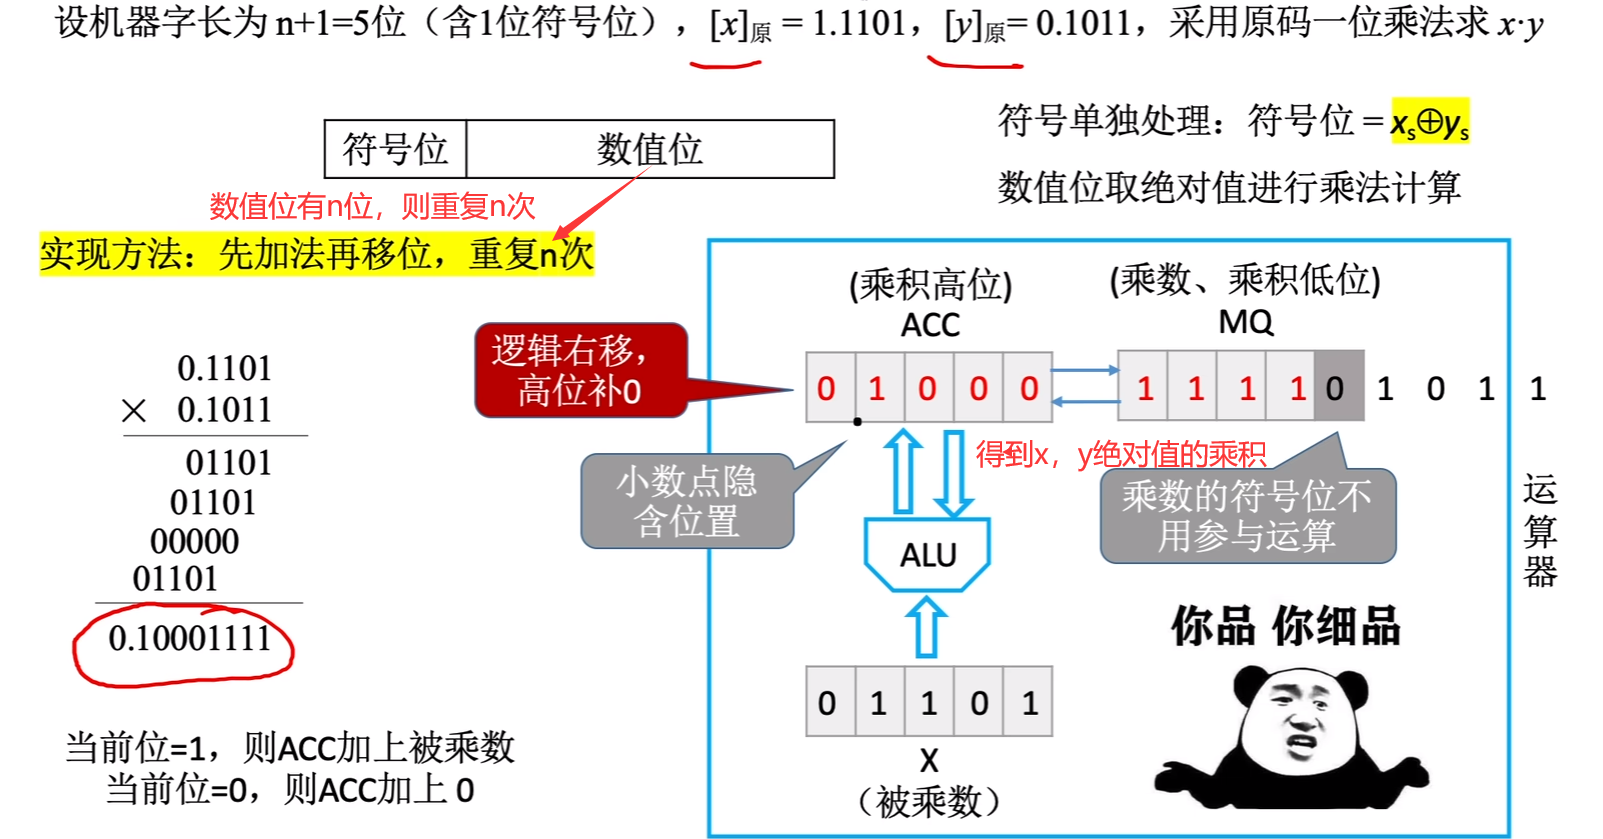 设机器字长为 n+1=5位（含1位符号位），[x]原 = 1.1101，[y]原= 0.1011，采用原码一位乘法求 x·y
符号位 数值位
符号单独处理：符号位 = xs⊕ys
数值位取绝对值进行乘法计算
数值位有n位，则重复n次
实现方法：先加法再移位，重复n次
(乘积高位)
ACC
(乘数、乘积低位)
MQ
逻辑右移，
高位补0
0 1 0 0 0
1 1 1 1 0 1 0 1 1
0.1101
× 0.1011
01101
01101
00000
01101
0.10001111
小数点隐
含位置
得到x，y绝对值的乘积
乘数的符号位不
用参与运算
ALU
运
算
器
你品 你细品
0 1 1 0 1
X
（被乘数）
当前位=1，则ACC加上被乘数
当前位=0，则ACC加上 0